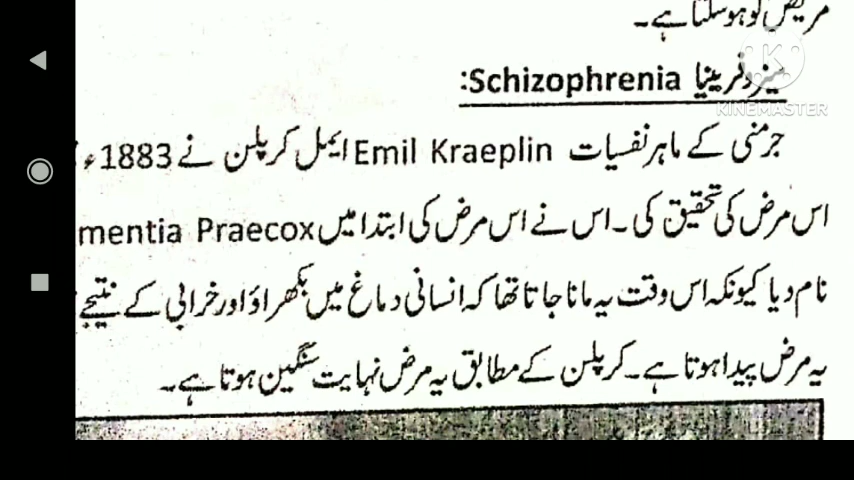 مریض کو ہوسکتا ہے۔
شیزوفرینیا Schizophrenia:
KINEMASTER
جرمنی کے ماہر نفسیات Emil Kraeplin ایمل کرپلن نے 1883ء
اس مرض کی تحقیق کی۔ اس نے اس مرض کی ابتدا میں mentia Praecox
نام دیا کیونکہ اس وقت یہ مانا جاتا تھا کہ انسانی دماغ میں بکھراؤ اور خرابی کے نتیجے
یہ مرض پیدا ہوتا ہے۔ کرپلن کے مطابق یہ مرض نہایت سنگین ہوتا ہے۔